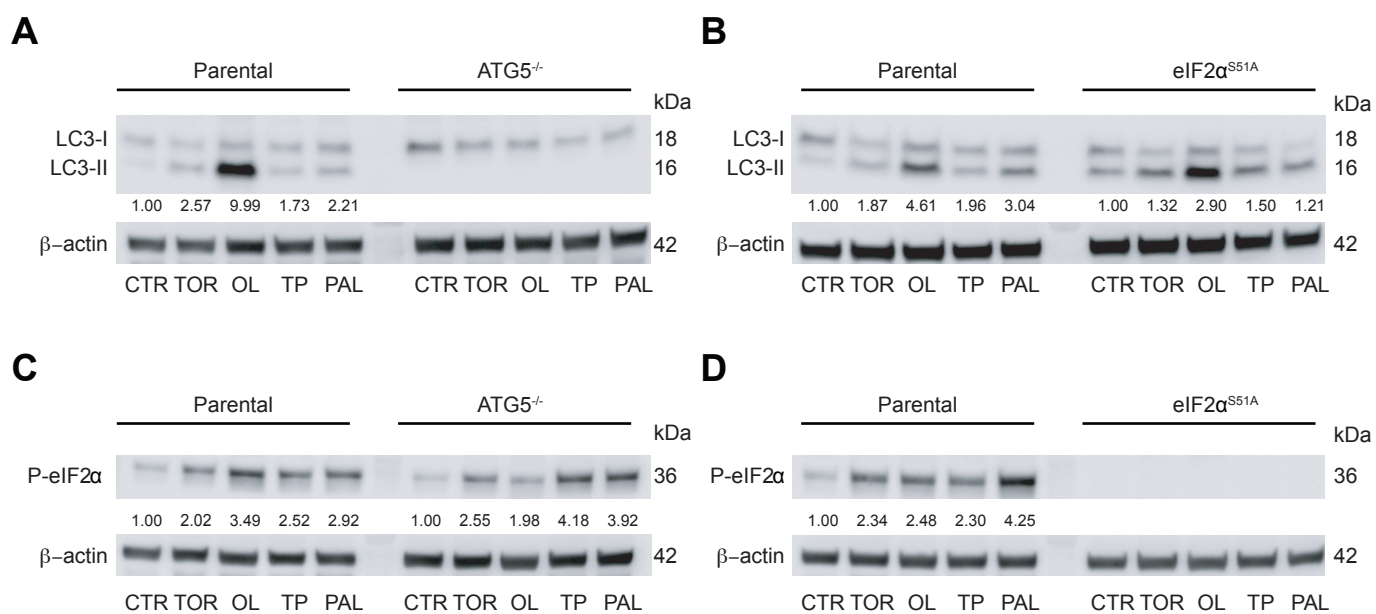 A
Parental ATG5-/-
kDa
LC3-I 18
LC3-II 16
1.00 2.57 9.99 1.73 2.21
β–actin 42
CTR TOR OL TP PAL CTR TOR OL TP PAL
B
Parental eIF2αS51A
kDa
LC3-I 18
LC3-II 16
1.00 1.87 4.61 1.96 3.04 1.00 1.32 2.90 1.50 1.21
β–actin 42
CTR TOR OL TP PAL CTR TOR OL TP PAL
C
Parental ATG5-/-
kDa
P-eIF2α 36
1.00 2.02 3.49 2.52 2.92 1.00 2.55 1.98 4.18 3.92
β–actin 42
CTR TOR OL TP PAL CTR TOR OL TP PAL
D
Parental eIF2αS51A
kDa
P-eIF2α 36
1.00 2.34 2.48 2.30 4.25
β–actin 42
CTR TOR OL TP PAL CTR TOR OL TP PAL